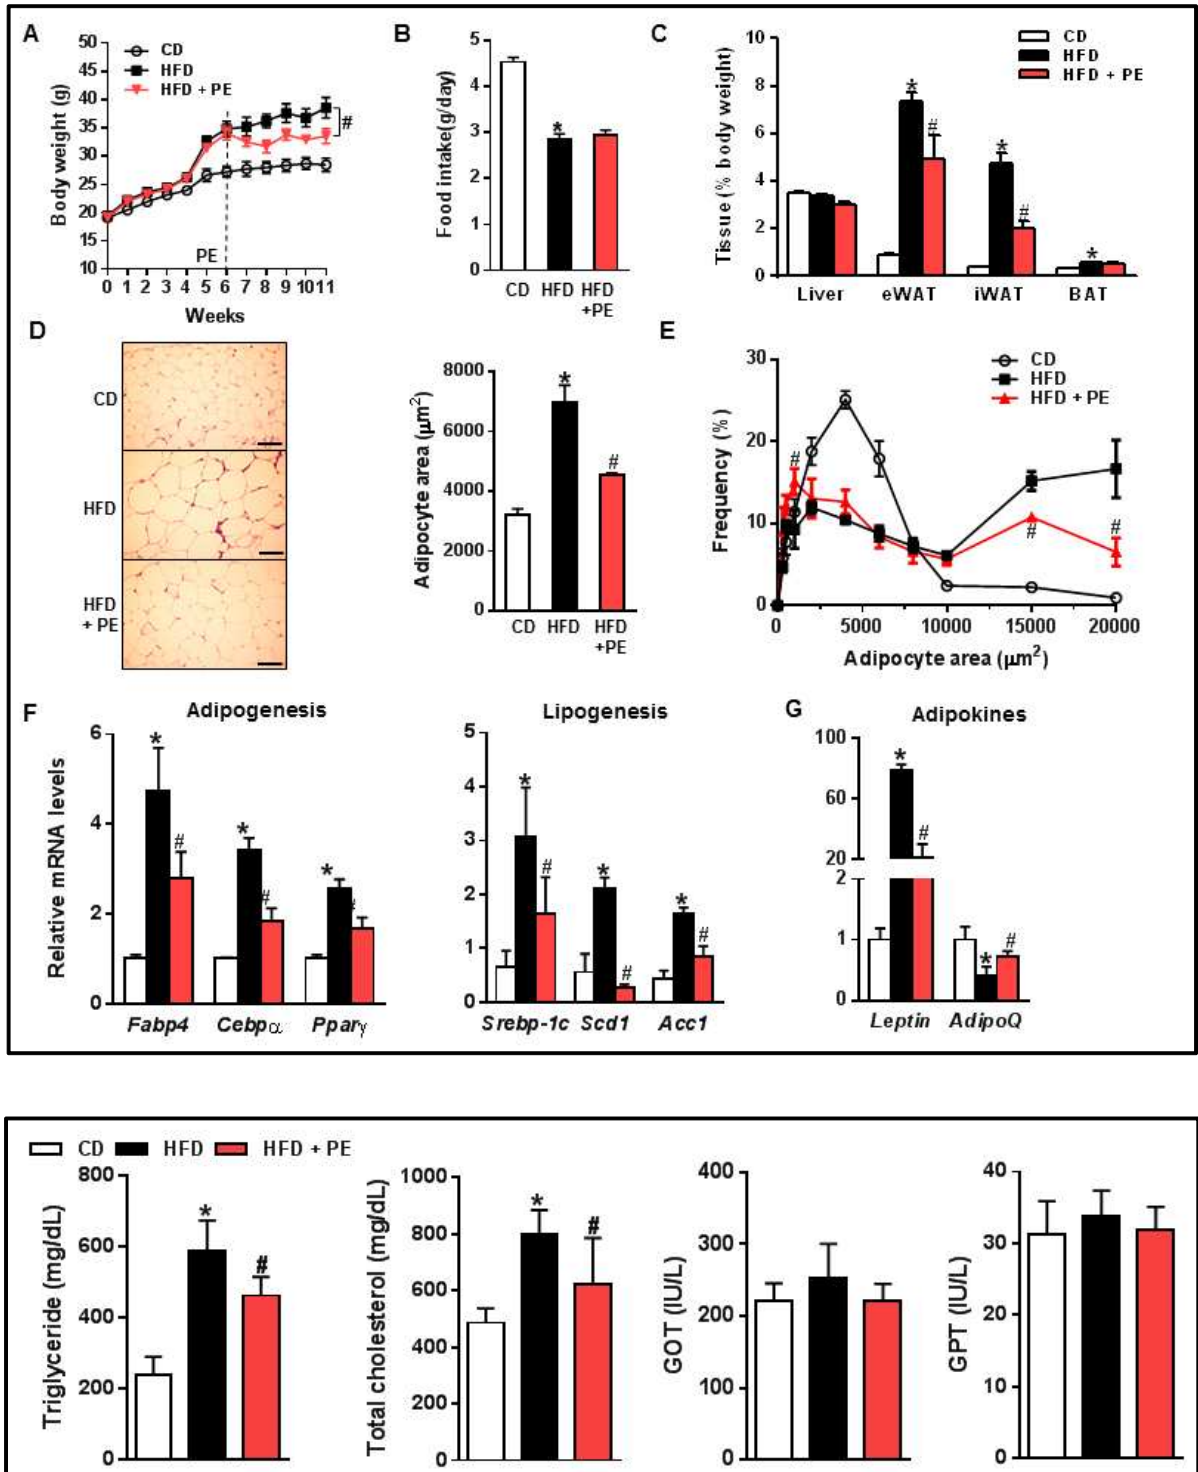 A
Body weight (g)
50
45
40
35
30
25
20
15
10
CD
HFD
HFD + PE
#
PE
0 1 2 3 4 5 6 7 8 9 10 11
Weeks
B
Food intake(g/day)
5
4
3
2
1
0
*
CD HFD HFD
+PE
C
Tissue (% body weight)
10
8
6
4
2
0
CD
HFD
HFD + PE
*
#
*
#
*
Liver eWAT iWAT BAT
D
CD
HFD
HFD
+ PE
Adipocyte area (µm2)
8000
6000
4000
2000
0
*
#
CD HFD HFD
+PE
E
Frequency (%)
30
20
10
0
CD
HFD
HFD + PE
#
#
#
0 5000 10000 15000 20000
Adipocyte area (µm2)
F
Adipogenesis
Relative mRNA levels
6
4
2
0
*
#
*
#
*
Fabp4 Cebpα Pparγ
Lipogenesis
5
4
3
2
1
0
*
#
*
#
*
#
Srebp-1c Scd1 Acc1
G
Adipokines
100
60
20
2
1
0
*
#
*
#
Leptin AdipoQ
CD HFD HFD + PE
Triglyceride (mg/dL)
800
600
400
200
0
*
#
Total cholesterol (mg/dL)
1000
800
600
400
200
0
*
#
GOT (IU/L)
400
300
200
100
0
GPT (IU/L)
40
30
20
10
0